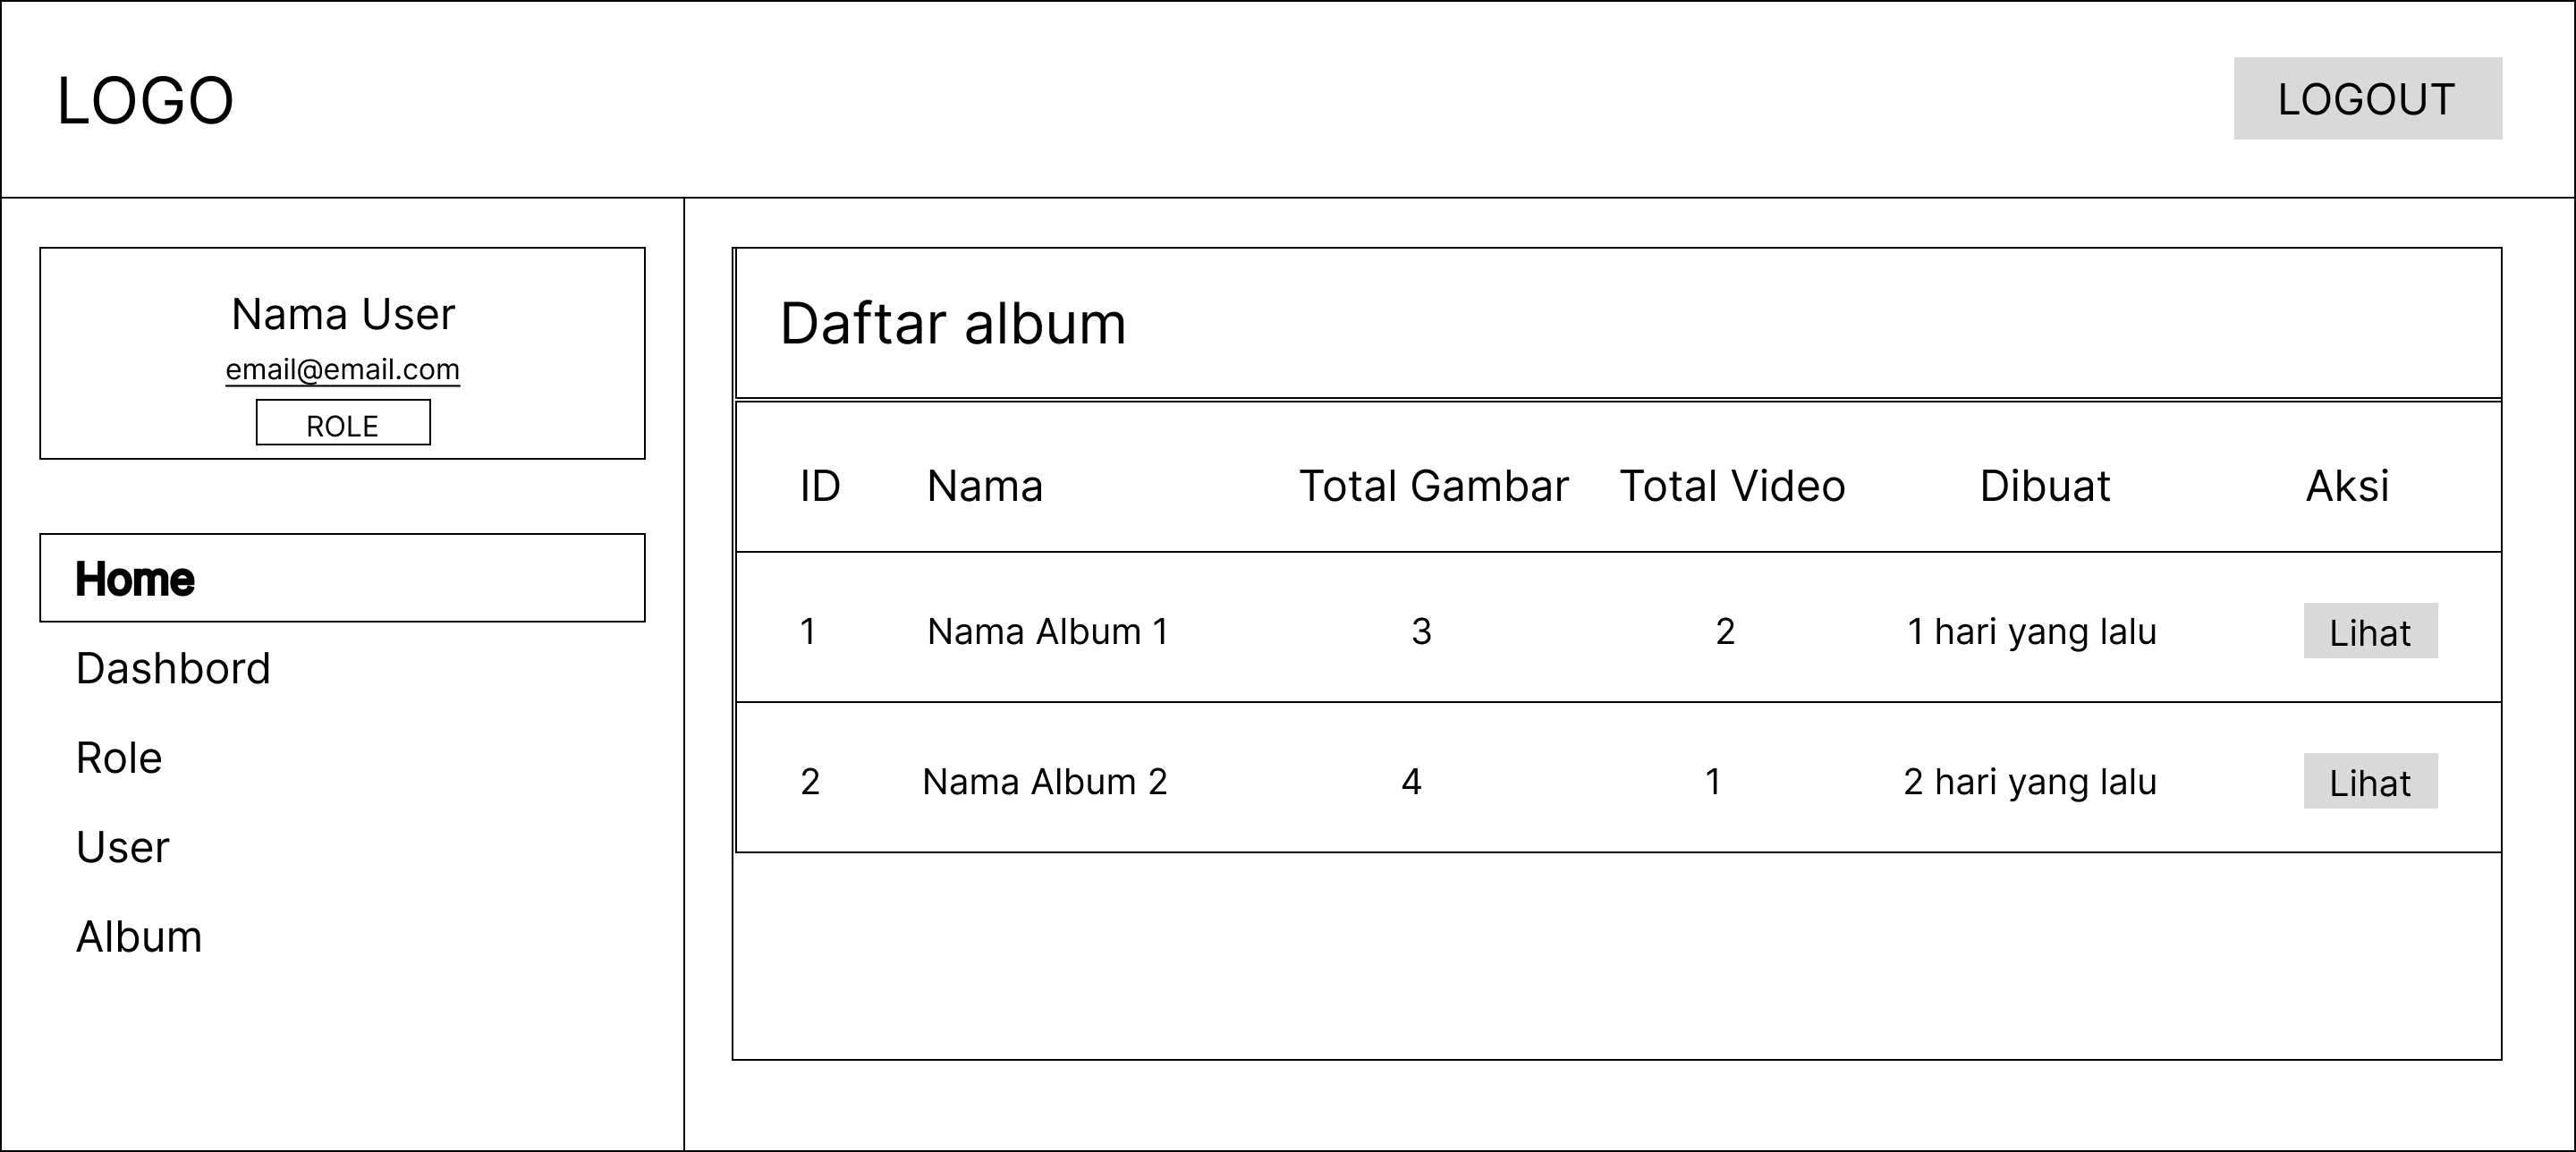 LOGO
LOGOUT
Nama User
email@email.com
ROLE
Home
Dashbord
Role
User
Album
Daftar album
ID Nama Total Gambar Total Video Dibuat Aksi
1 Nama Album 1 3 2 1 hari yang lalu Lihat
2 Nama Album 2 4 1 2 hari yang lalu Lihat